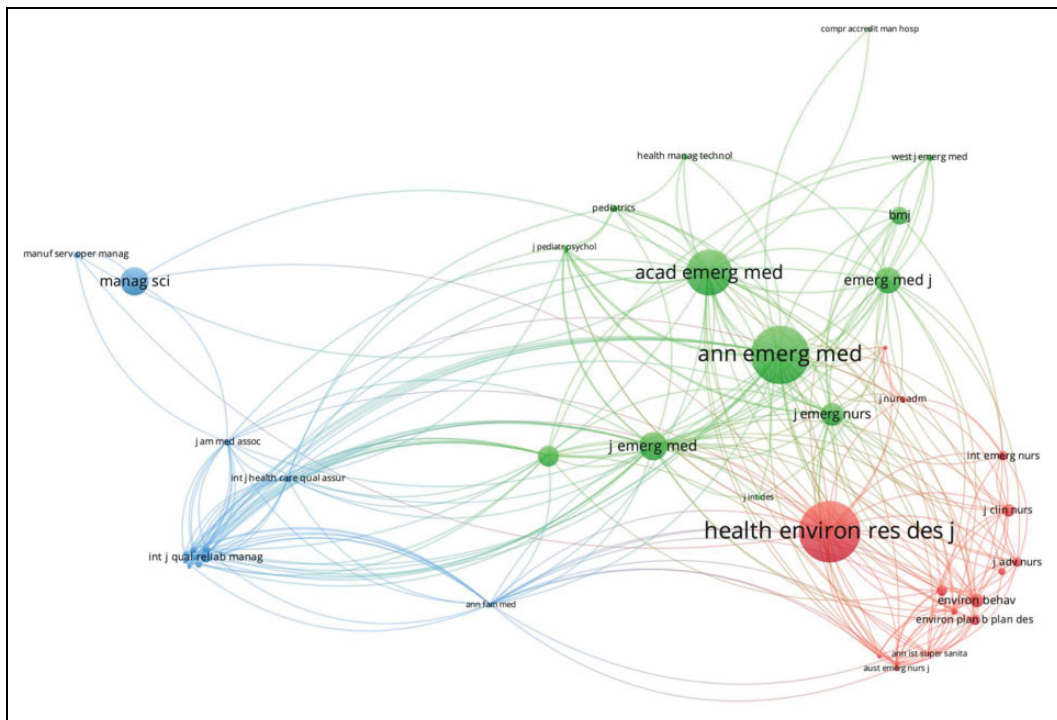 compr accredit man hosp
health manag technol
west j emerg med
pediatrics
bmj
j pediatr psychol
manuf serv oper manag
manag sci
acad emerg med
emerg med j
ann emerg med
j nurs adm
j emerg nurs
j am med assoc
j emerg med
int emerg nurs
int j health care qual assur
j int des
j clin nurs
health environ res des j
int j qual reliab manag
j adv nurs
ann fam med
environ behav
environ plan b plan des
ann ist super sanita
aust emerg nurs j